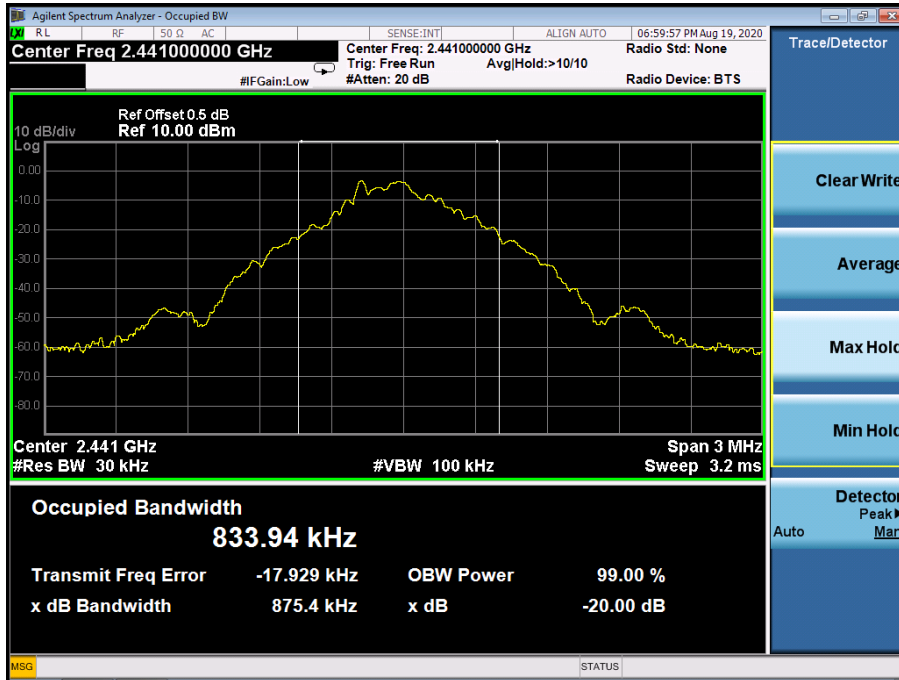 Agilent Spectrum Analyzer - Occupied BW
LXI RL RF 50 Ω AC SENSE:INT ALIGN AUTO 06:59:57 PM Aug 19, 2020
Center Freq 2.441000000 GHz
Center Freq: 2.441000000 GHz
Radio Std: None
Trig: Free Run
Avg|Hold:>10/10
#IFGain:Low
#Atten: 20 dB
Radio Device: BTS
Ref Offset 0.5 dB
10 dB/div
Ref 10.00 dBm
Log
0.00
-10.0
-20.0
-30.0
-40.0
-50.0
-60.0
-70.0
-80.0
Center 2.441 GHz
Span 3 MHz
#Res BW 30 kHz
#VBW 100 kHz
Sweep 3.2 ms
Occupied Bandwidth
833.94 kHz
Transmit Freq Error -17.929 kHz OBW Power 99.00 %
x dB Bandwidth 875.4 kHz x dB -20.00 dB
MSG
STATUS
Trace/Detector
Clear Write
Average
Max Hold
Min Hold
Detector
Peak▶
Auto Man